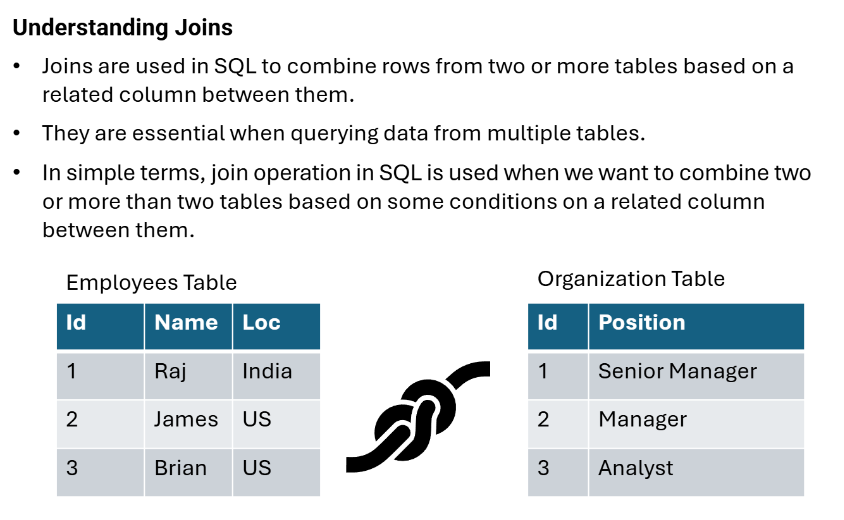 Understanding Joins
• Joins are used in SQL to combine rows from two or more tables based on a
related column between them.
• They are essential when querying data from multiple tables.
• In simple terms, join operation in SQL is used when we want to combine two
or more than two tables based on some conditions on a related column
between them.
Employees Table
Id Name Loc
1 Raj India
2 James US
3 Brian US
Organization Table
Id Position
1 Senior Manager
2 Manager
3 Analyst